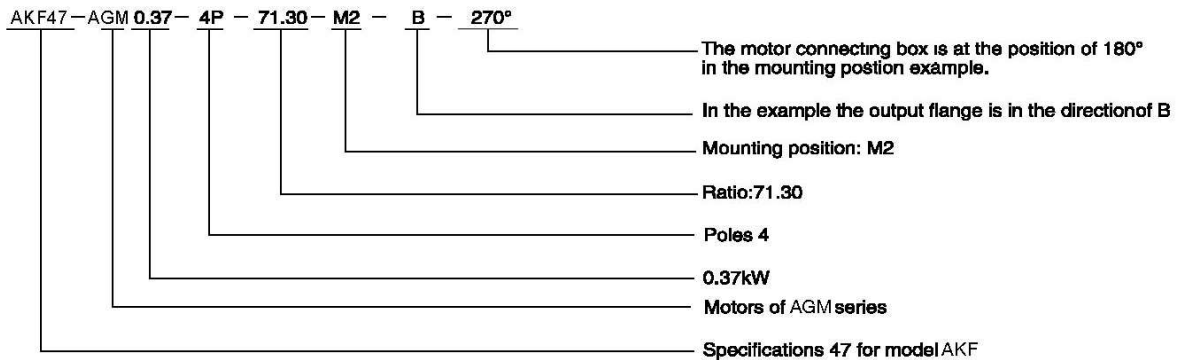 AKF47-AGM 0.37- 4P - 71.30 - M2 - B - 270°
The motor connecting box is at the position of 180°
in the mounting postion example.
In the example the output flange is in the directionof B
Mounting position: M2
Ratio:71.30
Poles 4
0.37kW
Motors of AGM series
Specifications 47 for model AKF